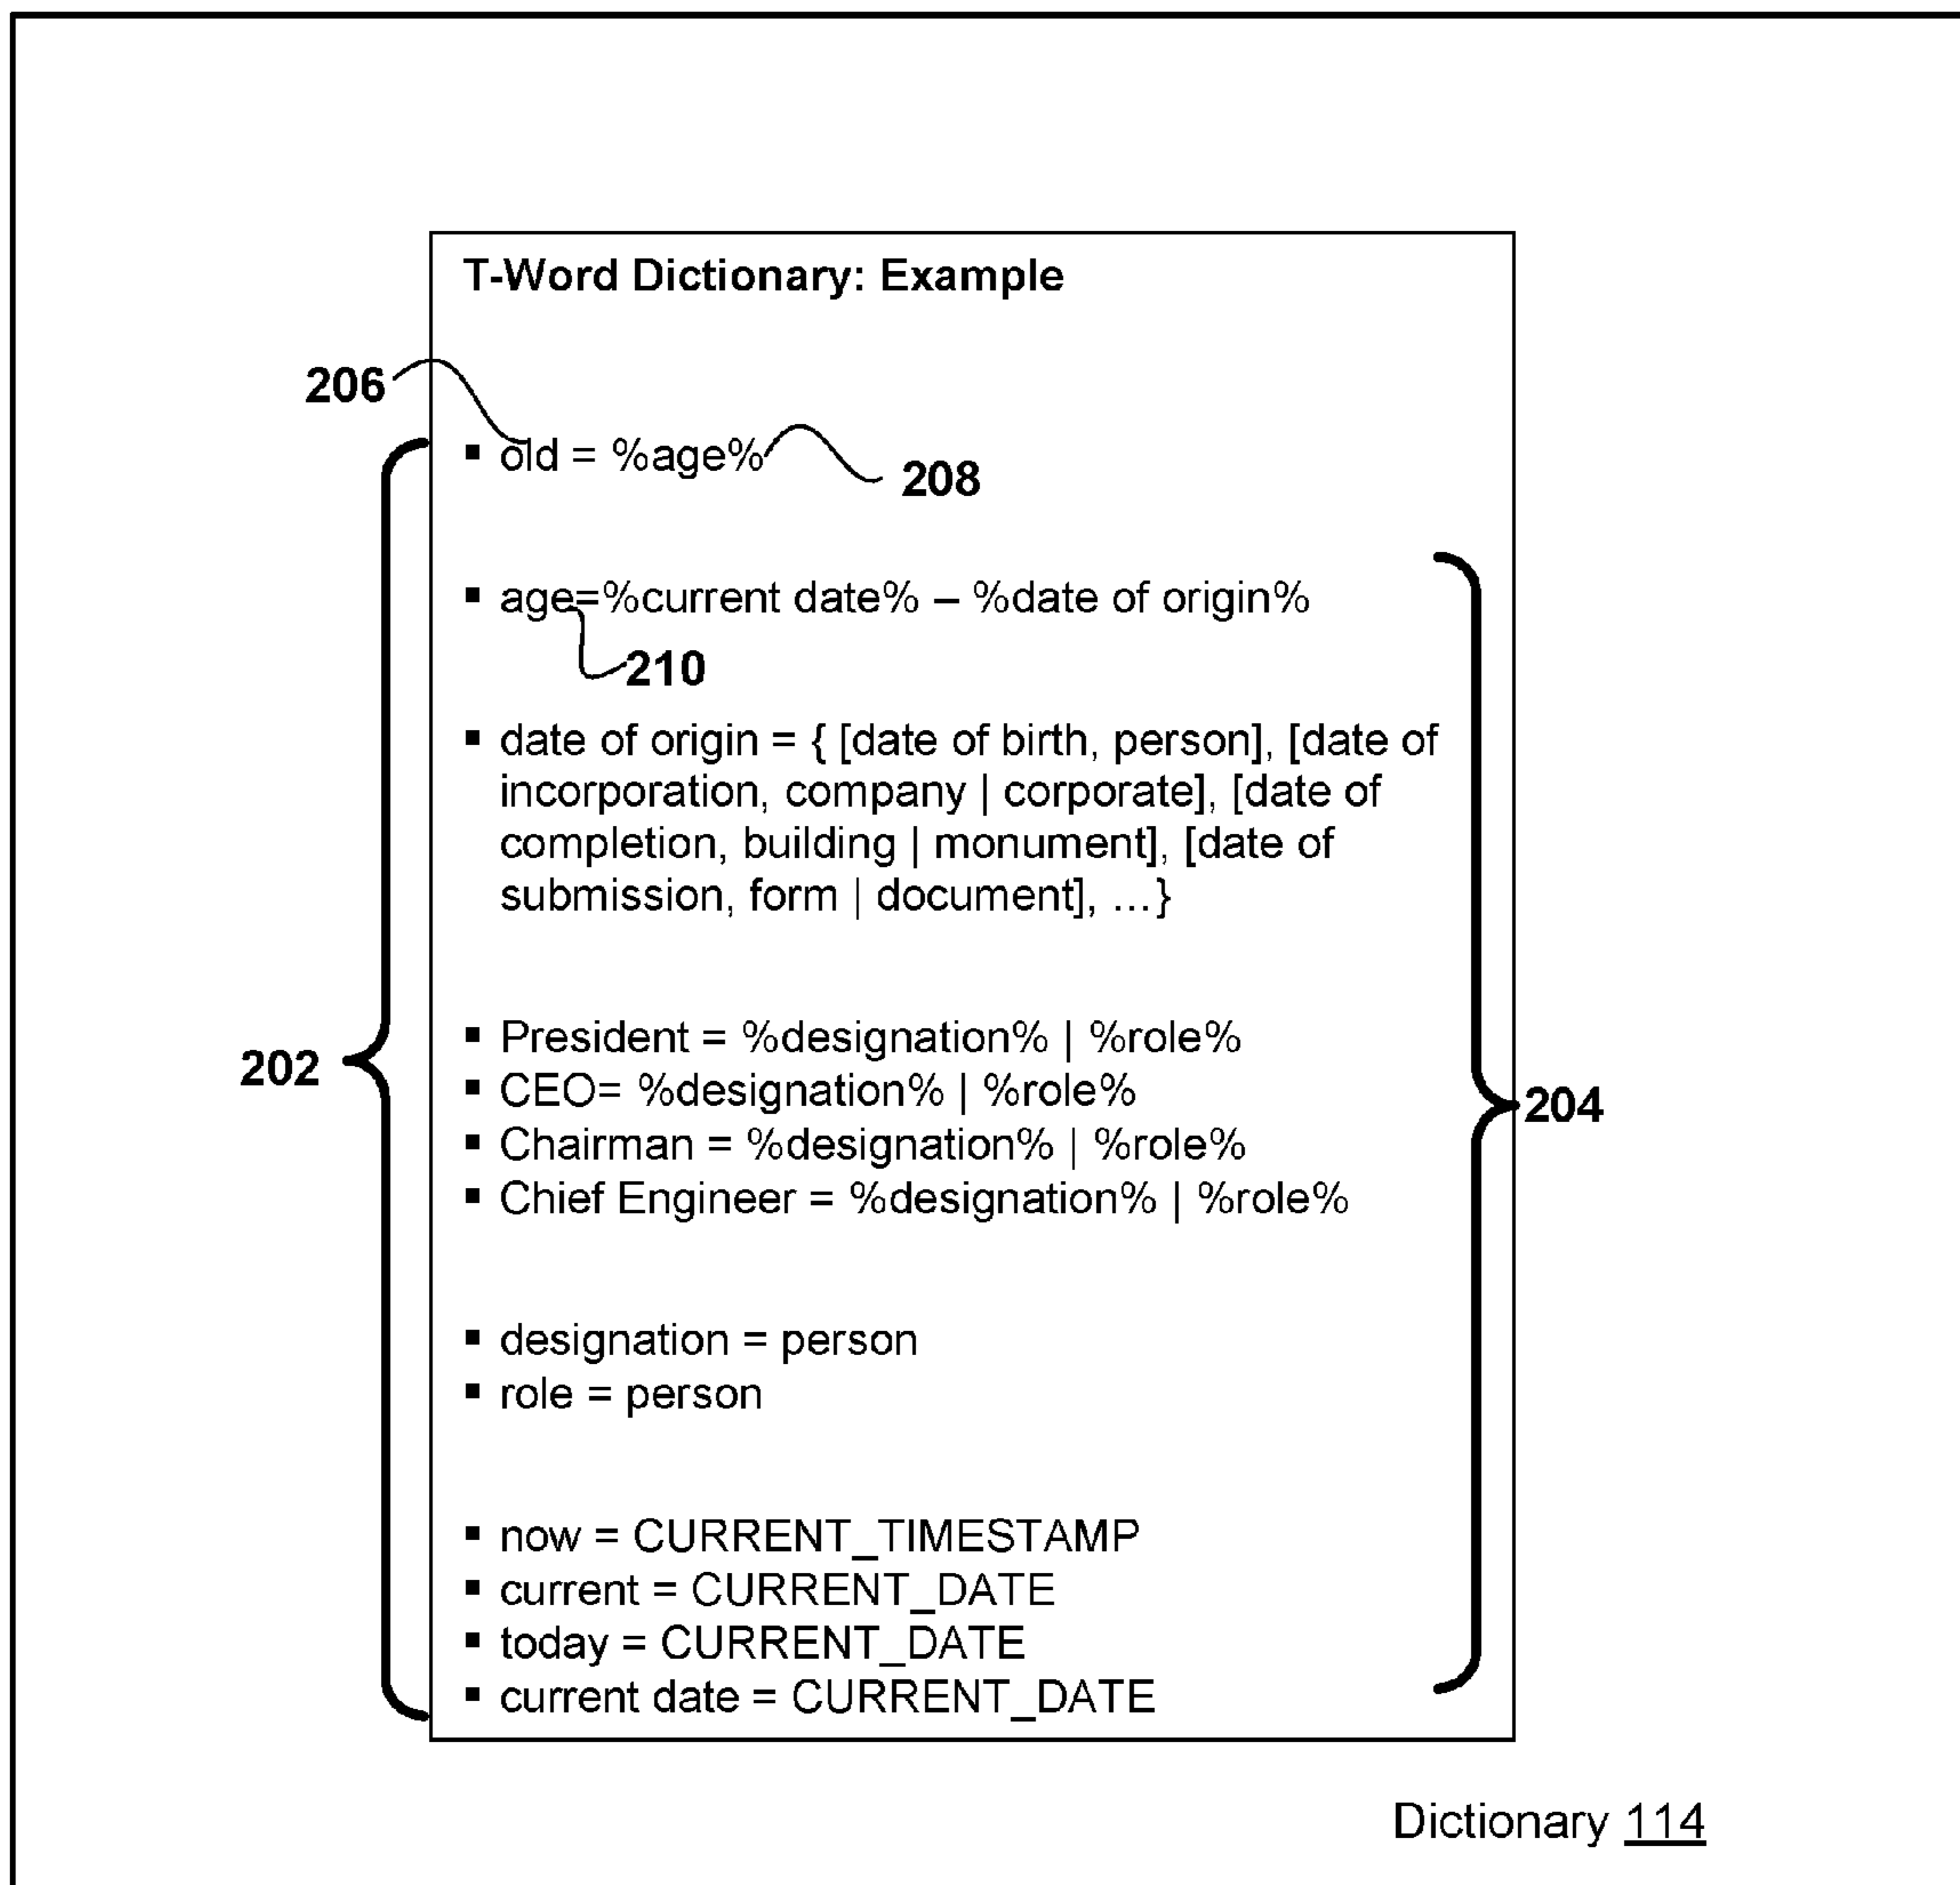 T-Word Dictionary: Example
206
▪ old = %age%
208
▪ age=%current date% – %date of origin%
210
▪ date of origin = { [date of birth, person], [date of
incorporation, company | corporate], [date of
completion, building | monument], [date of
submission, form | document], ...}
▪ President = %designation% | %role%
202
▪ CEO= %designation% | %role%
204
▪ Chairman = %designation% | %role%
▪ Chief Engineer = %designation% | %role%
▪ designation = person
▪ role = person
▪ now = CURRENT_TIMESTAMP
▪ current = CURRENT_DATE
▪ today = CURRENT_DATE
▪ current date = CURRENT_DATE
Dictionary 114